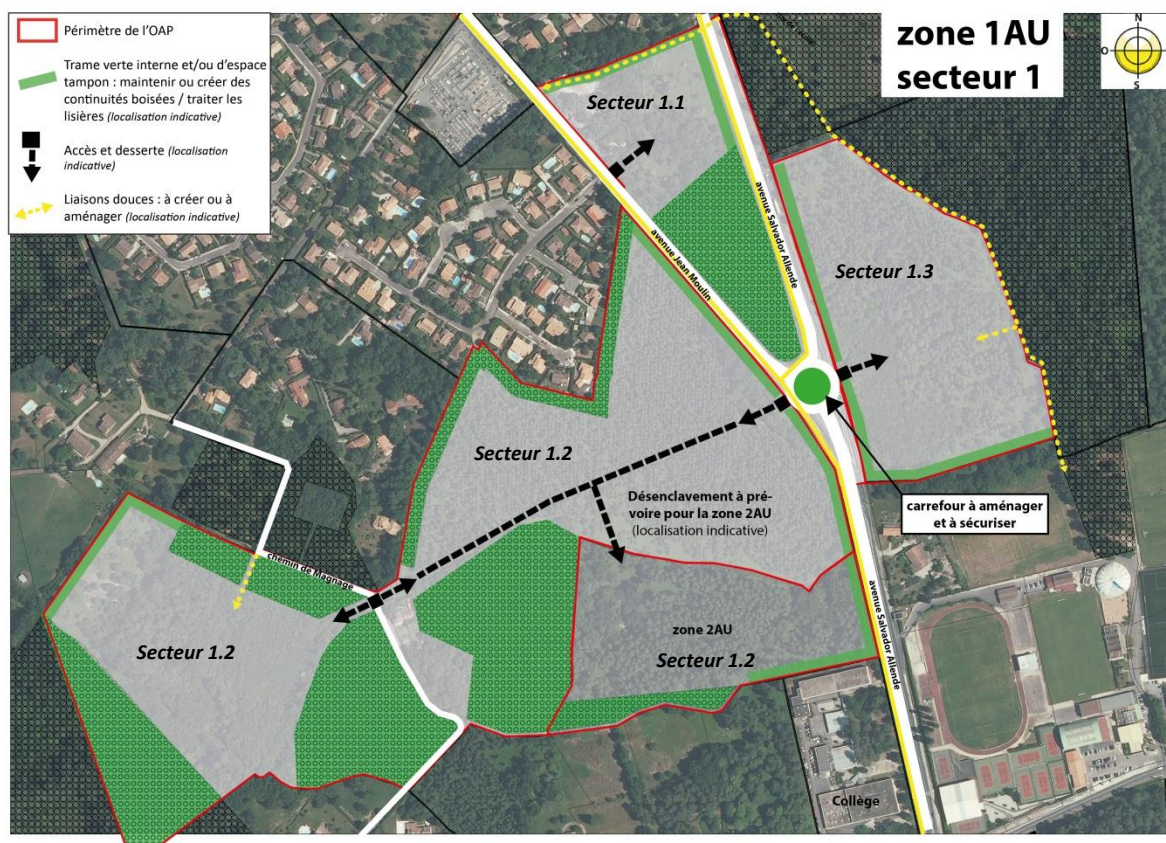 Périmètre de l'OAP
Trame verte interne et/ou d'espace
tampon : maintenir ou créer des
continuités boisées / traiter les
lisières (localisation indicative)
Accès et desserte (localisation
indicative)
Liaisons douces : à créer ou à
aménager (localisation indicative)
zone 1AU
secteur 1
N
O
E
S
Secteur 1.1
avenue Salvador Allende
avenue Jean Moulin
Secteur 1.3
Secteur 1.2
Désenclavement à pré-
voire pour la zone 2AU
(localisation indicative)
carrefour à aménager
et à sécuriser
chemin de Magnage
Secteur 1.2
zone 2AU
Secteur 1.2
avenue Salvador Allende
Collège